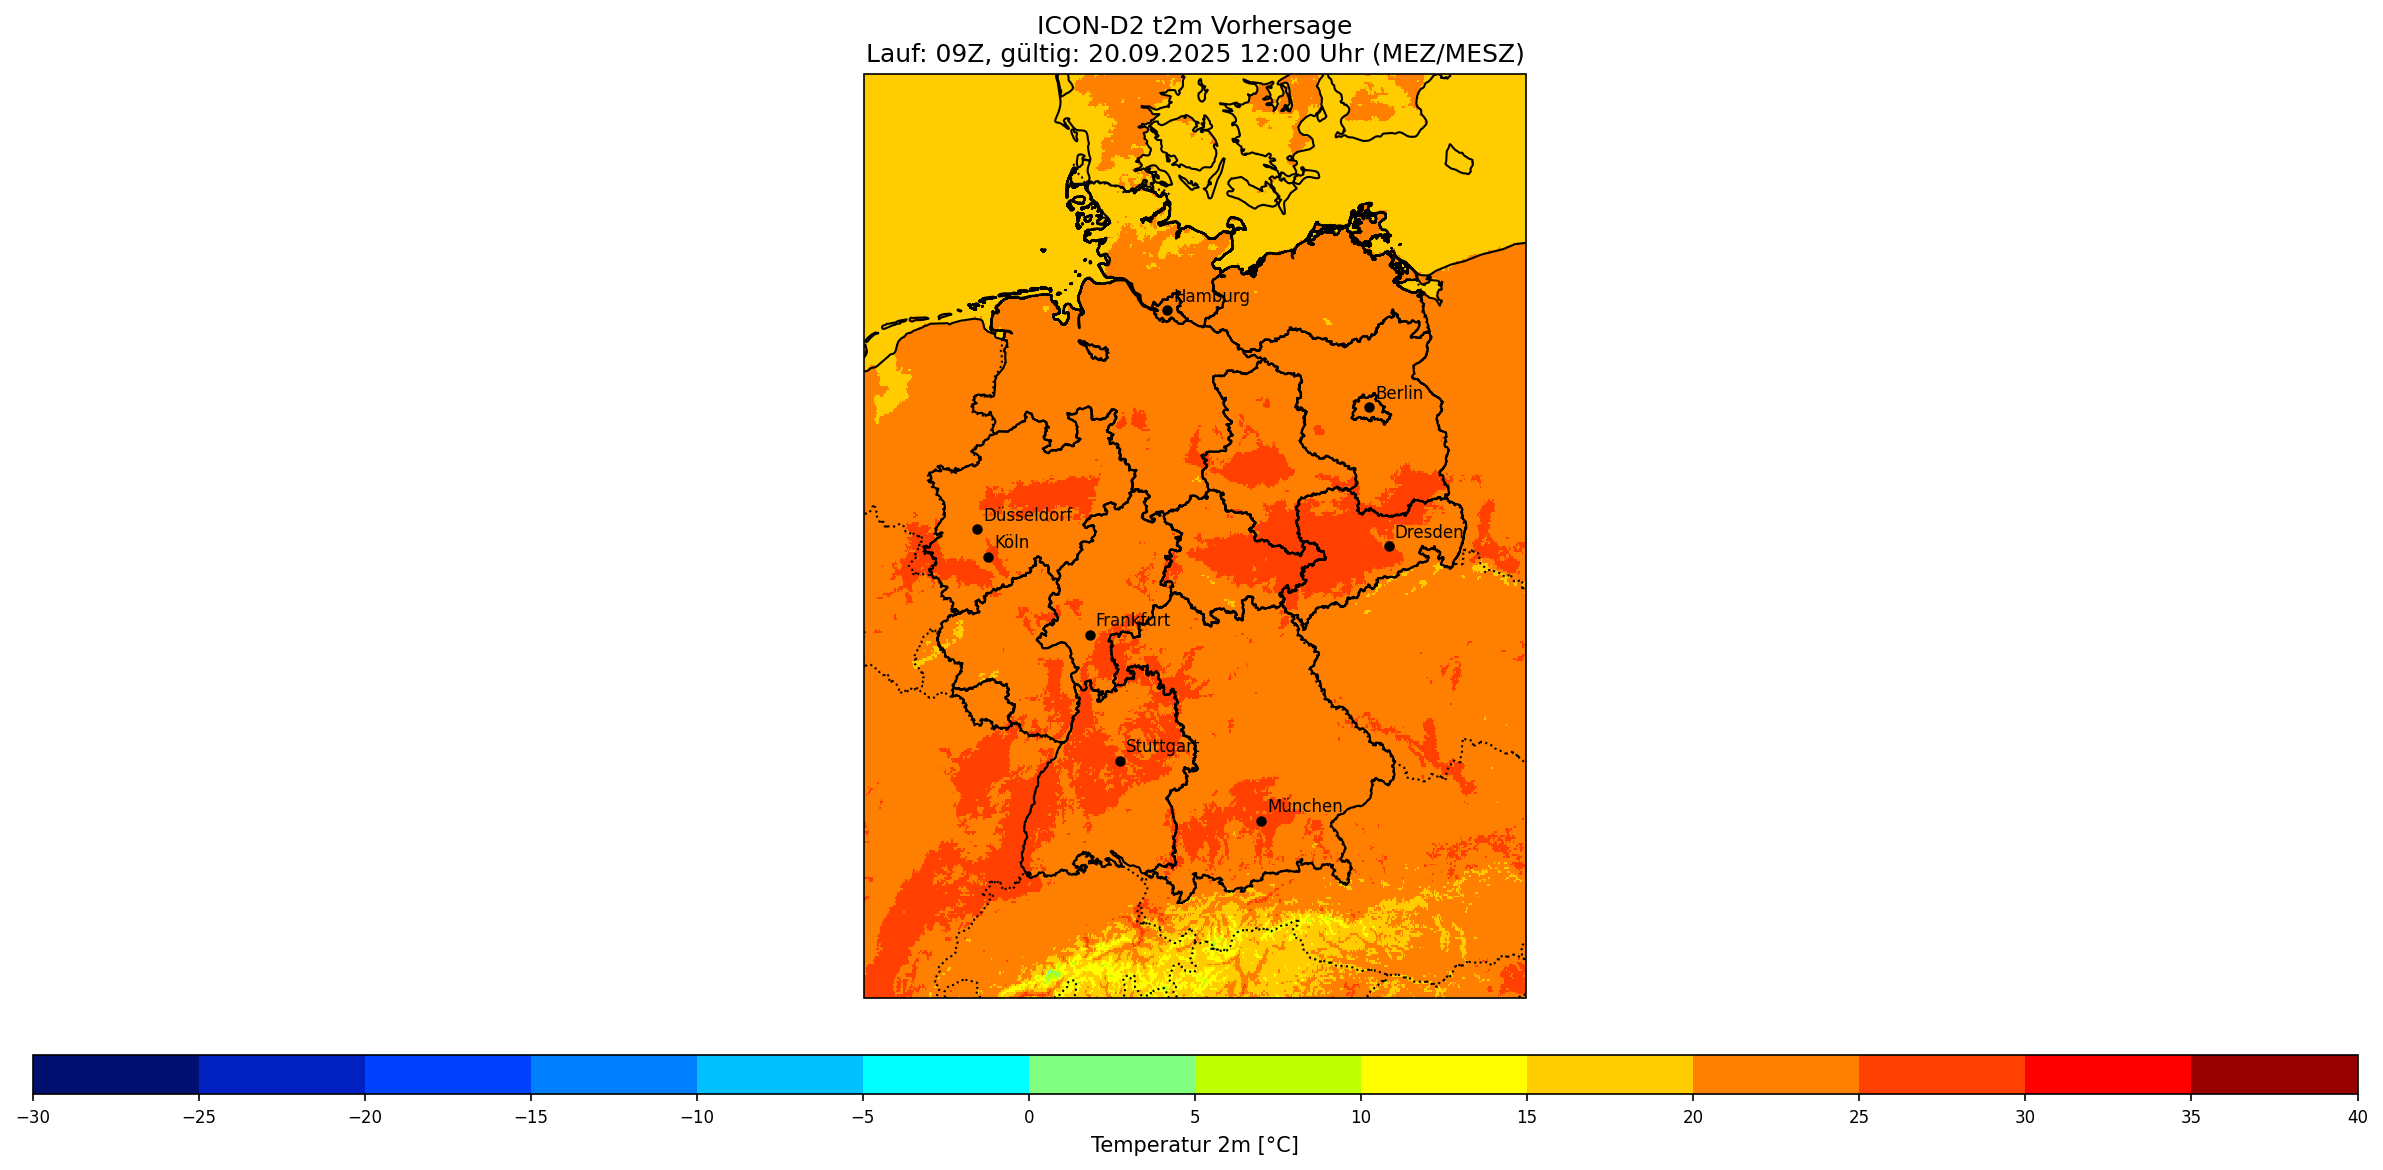 ICON-D2 t2m Vorhersage
Lauf: 09Z, gültig: 20.09.2025 12:00 Uhr (MEZ/MESZ)
Hamburg
Berlin
Düsseldorf
Dresden
Köln
Frankfurt
Stuttgart
München
−30 −25 −20 −15 −10 −5 0 5 10 15 20 25 30 35 40
Temperatur 2m [°C]